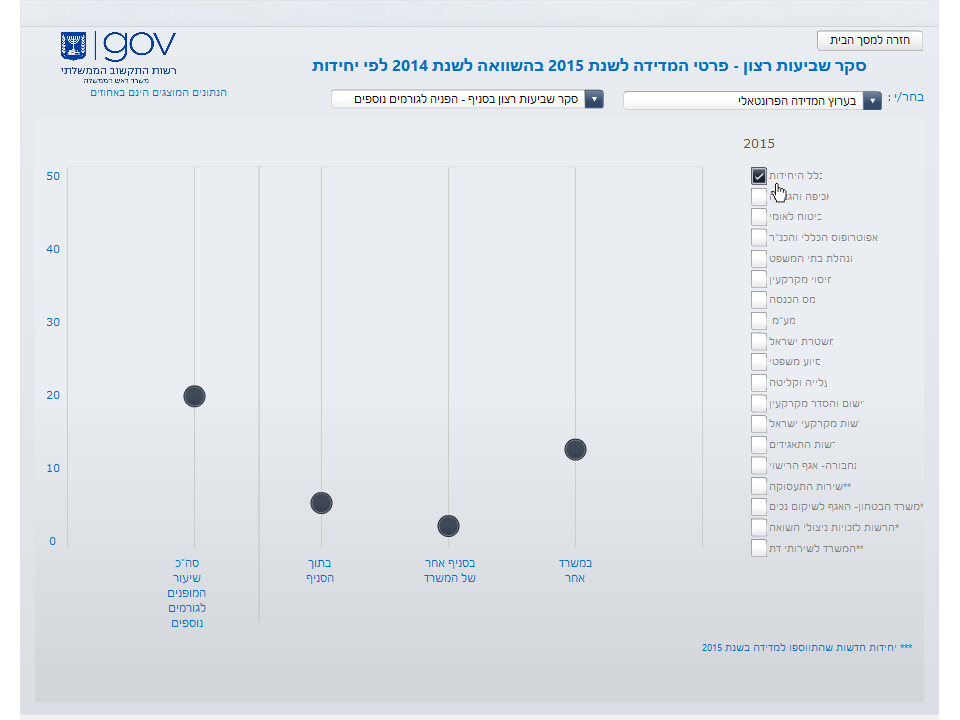 gov
רשות התקשוב הממשלתי
משרד ראש הממשלה
חזרה למסך הבית
סקר שביעות רצון - פרטי המדידה לשנת 2015 בהשוואה לשנת 2014 לפי יחידות
הנתונים המוצגים הינם באחוזים
בחר/י :
בערוץ המדידה הפרונטאלי
סקר שביעות רצון בסניף - הפניה לגורמים נוספים
2015
כלל היחידות
ביטוח לאומי
אפוטרופוס הכללי והכנ"ר
הנהלת בתי המשפט
מיסוי מקרקעין
מס הכנסה
מע"מ
משטרת ישראל
סיוע משפטי
עלייה וקליטה
רישום והסדר מקרקעין
רשות מקרקעי ישראל
רשות התאגידים
תחבורה- אגף הרישוי
**שירות התעסוקה
*משרד הבטחון- האגף לשיקום נכים
*הרשות לזכויות ניצולי השואה
**המשרד לשירותי דת
50
40
30
20
10
0
סה"כ
שיעור
המופנים
לגורמים
נוספים
בתוך
הסניף
בסניף אחר
של המשרד
במשרד
אחר
*** יחידות חדשות שהתווספו למדידה בשנת 2015